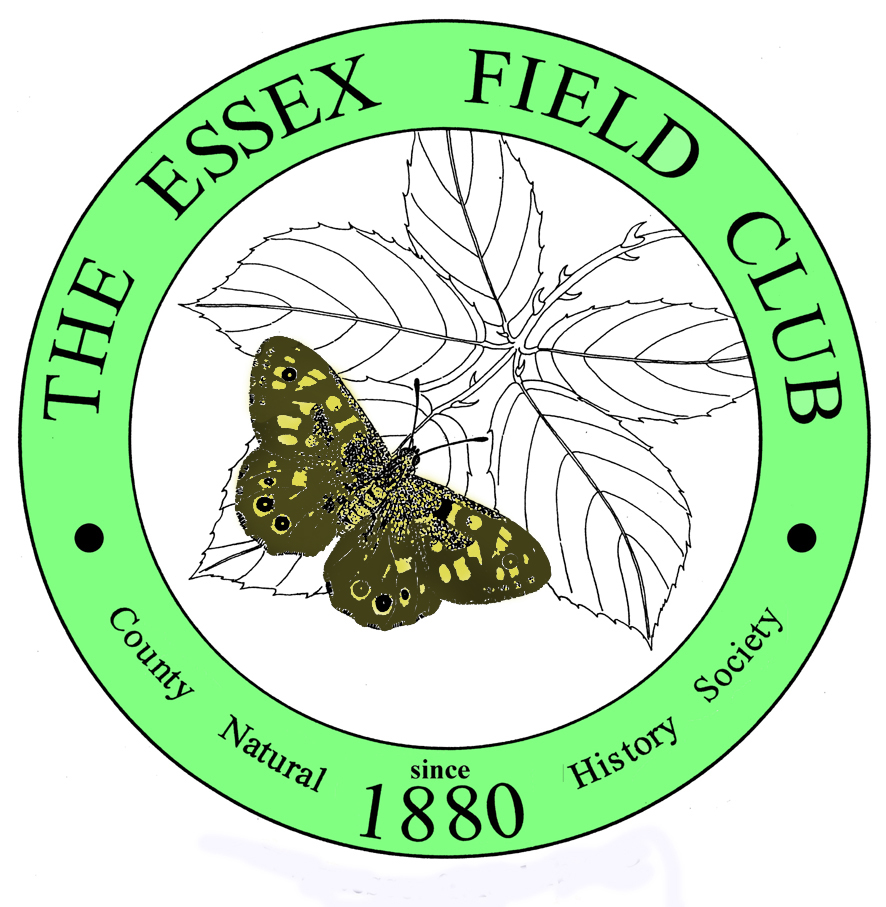 THE ESSEX FIELD CLUB
County Natural History Society
since
1880